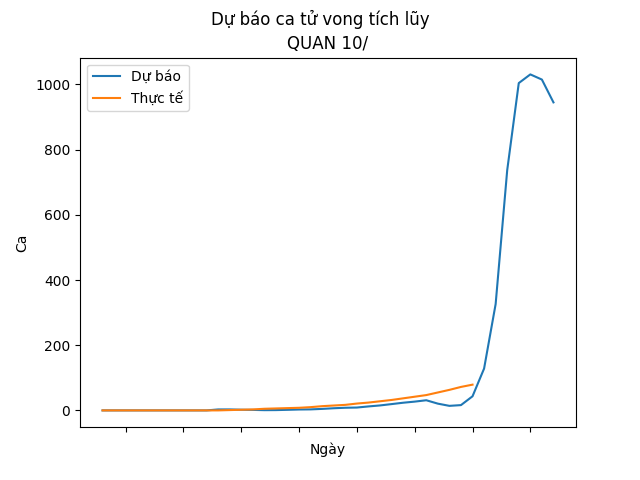 Dự báo ca tử vong tích lũy
QUAN 10/
Dự báo
Thực tế
1000
800
600
400
200
0
Ca
Ngày